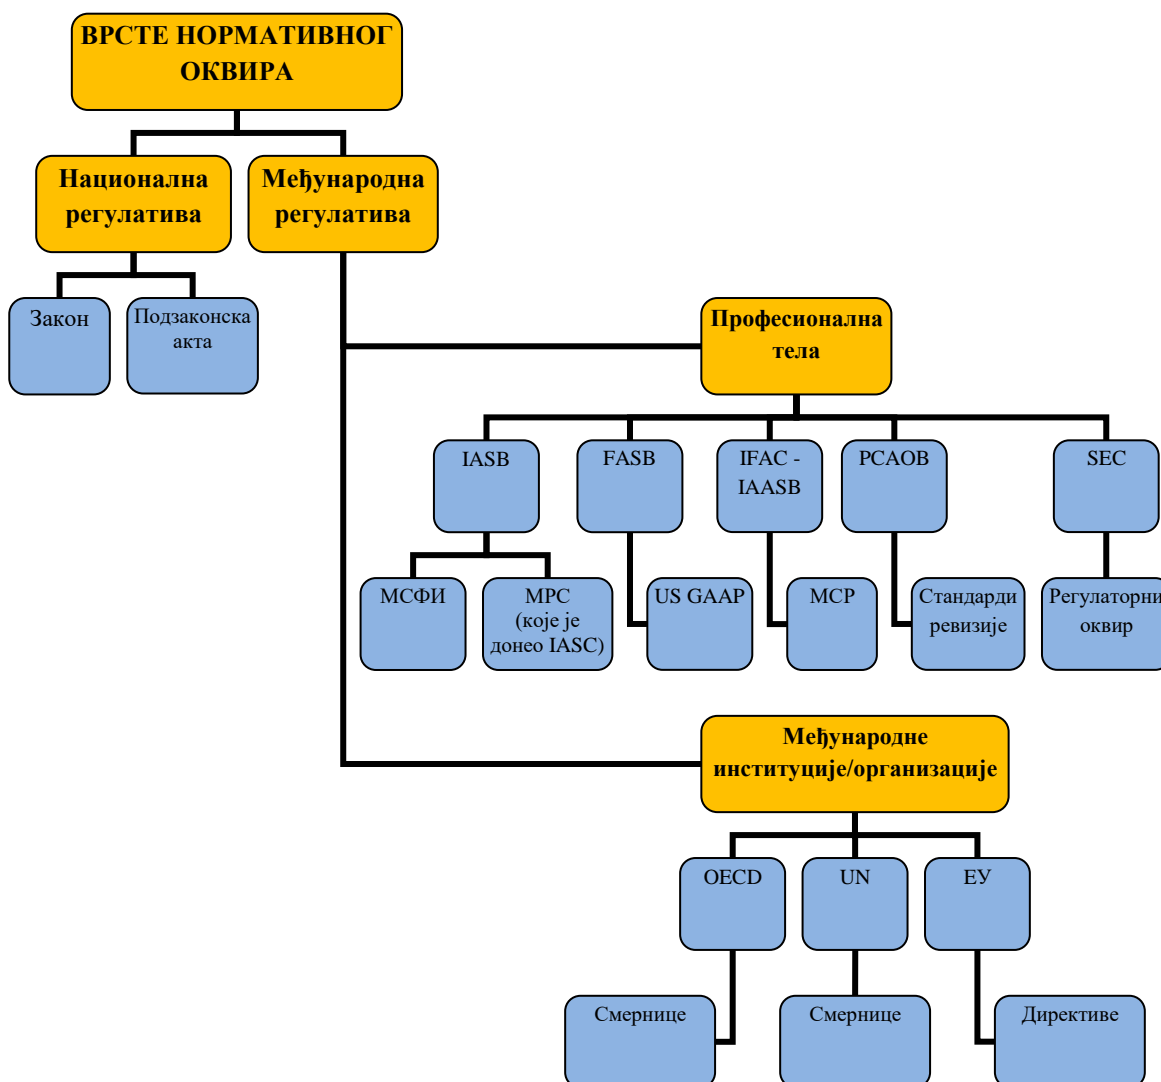 ВРСТЕ НОРМАТИВНОГ
ОКВИРА
Национална
регулатива
Међународна
регулатива
Закон
Подзаконска
акта
Професионална
тела
IASB
FASB
IFAC -
IAASB
PCAOB
SEC
МСФИ
МРС
(које је
донео IASC)
US GAAP
МСР
Стандарди
ревизије
Регулаторни
оквир
Међународне
институције/организације
OECD
UN
ЕУ
Смернице
Смернице
Директиве